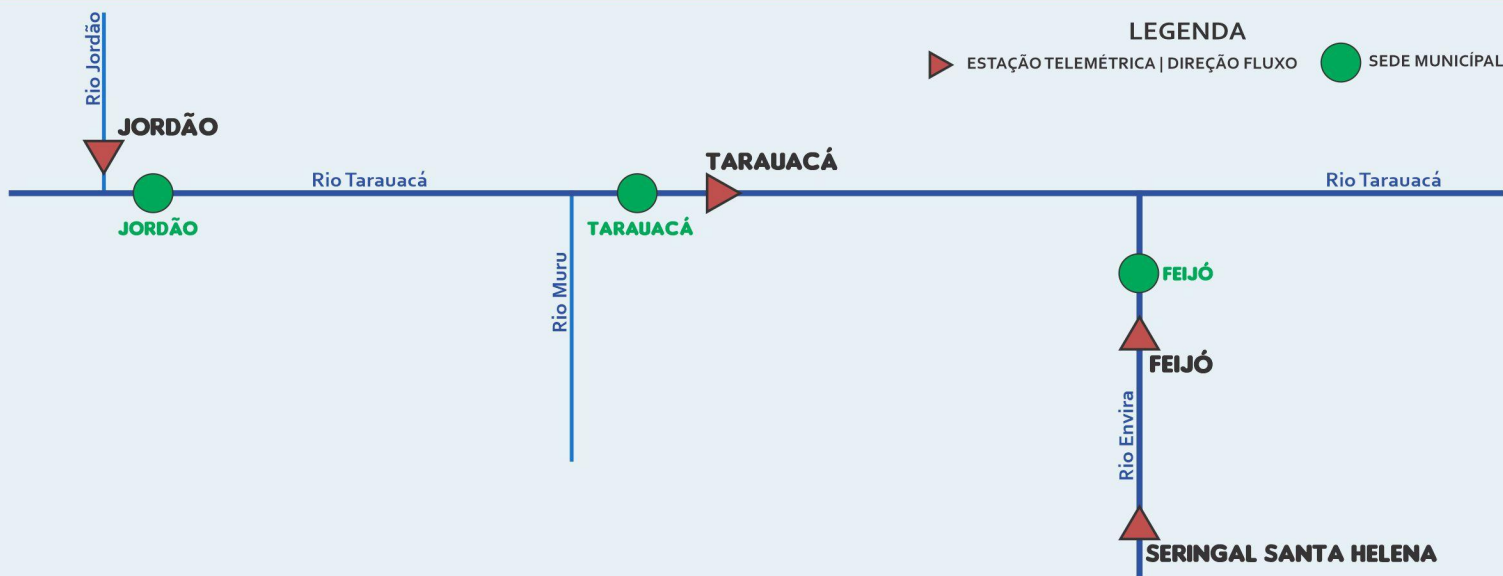 LEGENDA
ESTAÇÃO TELEMÉTRICA | DIREÇÃO FLUXO
SEDE MUNICÍPAL
Rio Jordão
JORDÃO
JORDÃO
Rio Tarauacá
TARAUACÁ
TARAUACÁ
Rio Tarauacá
Rio Muru
FEIJÓ
FEIJÓ
Rio Envira
SERINGAL SANTA HELENA